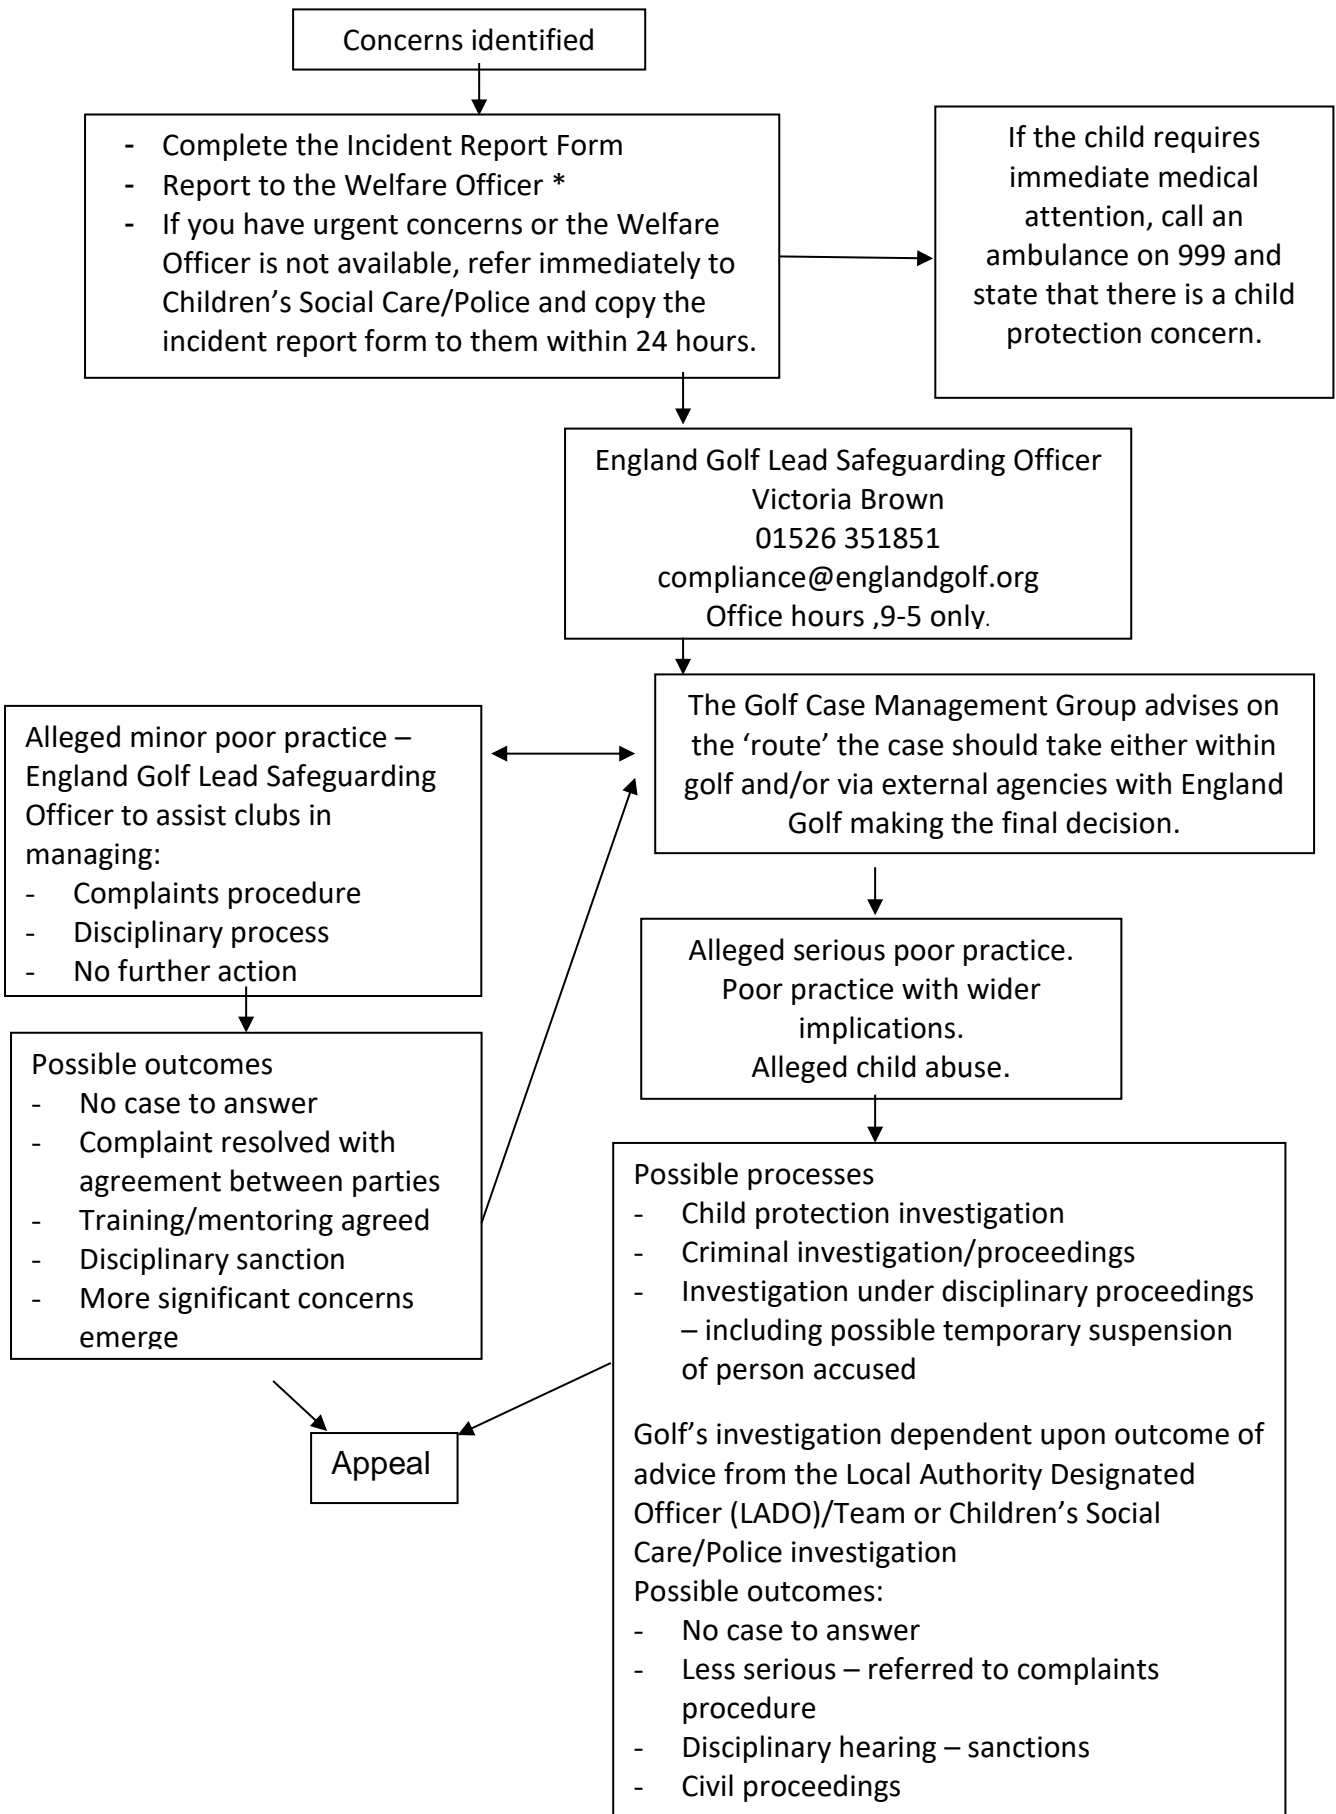 Concerns identified
- Complete the Incident Report Form
- Report to the Welfare Officer *
- If you have urgent concerns or the Welfare
Officer is not available, refer immediately to
Children’s Social Care/Police and copy the
incident report form to them within 24 hours.
If the child requires
immediate medical
attention, call an
ambulance on 999 and
state that there is a child
protection concern.
England Golf Lead Safeguarding Officer
Victoria Brown
01526 351851
compliance@englandgolf.org
Office hours ,9-5 only.
The Golf Case Management Group advises on
the ‘route’ the case should take either within
golf and/or via external agencies with England
Golf making the final decision.
Alleged minor poor practice –
England Golf Lead Safeguarding
Officer to assist clubs in
managing:
- Complaints procedure
- Disciplinary process
- No further action
Alleged serious poor practice.
Poor practice with wider
implications.
Alleged child abuse.
Possible outcomes
- No case to answer
- Complaint resolved with
agreement between parties
- Training/mentoring agreed
- Disciplinary sanction
- More significant concerns
emerge
Possible processes
- Child protection investigation
- Criminal investigation/proceedings
- Investigation under disciplinary proceedings
– including possible temporary suspension
of person accused
Golf’s investigation dependent upon outcome of
advice from the Local Authority Designated
Officer (LADO)/Team or Children’s Social
Care/Police investigation
Possible outcomes:
- No case to answer
- Less serious – referred to complaints
procedure
- Disciplinary hearing – sanctions
- Civil proceedings
Appeal